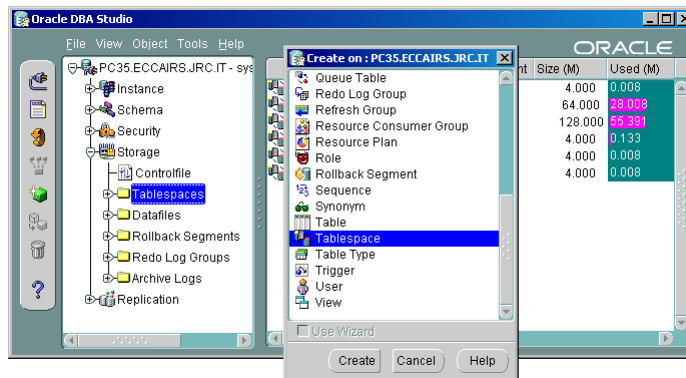 Oracle DBA Studio
File View Object Tools Help
ORACLE
PC35.ECCAIRS.JRC.IT - sys
Instance
Schema
Security
Storage
Controlfile
Tablespaces
Datafiles
Rollback Segments
Redo Log Groups
Archive Logs
Replication
Create on : PC35.ECCAIRS.JRC.IT
Queue Table
Redo Log Group
Refresh Group
Resource Consumer Group
Resource Plan
Role
Rollback Segment
Sequence
Synonym
Table
Tablespace
Table Type
Trigger
User
View
Use Wizard
Create Cancel Help
nt Size (M) Used (M)
4.000 0.008
64.000 28.008
128.000 55.391
4.000 0.133
4.000 0.008
4.000 0.008